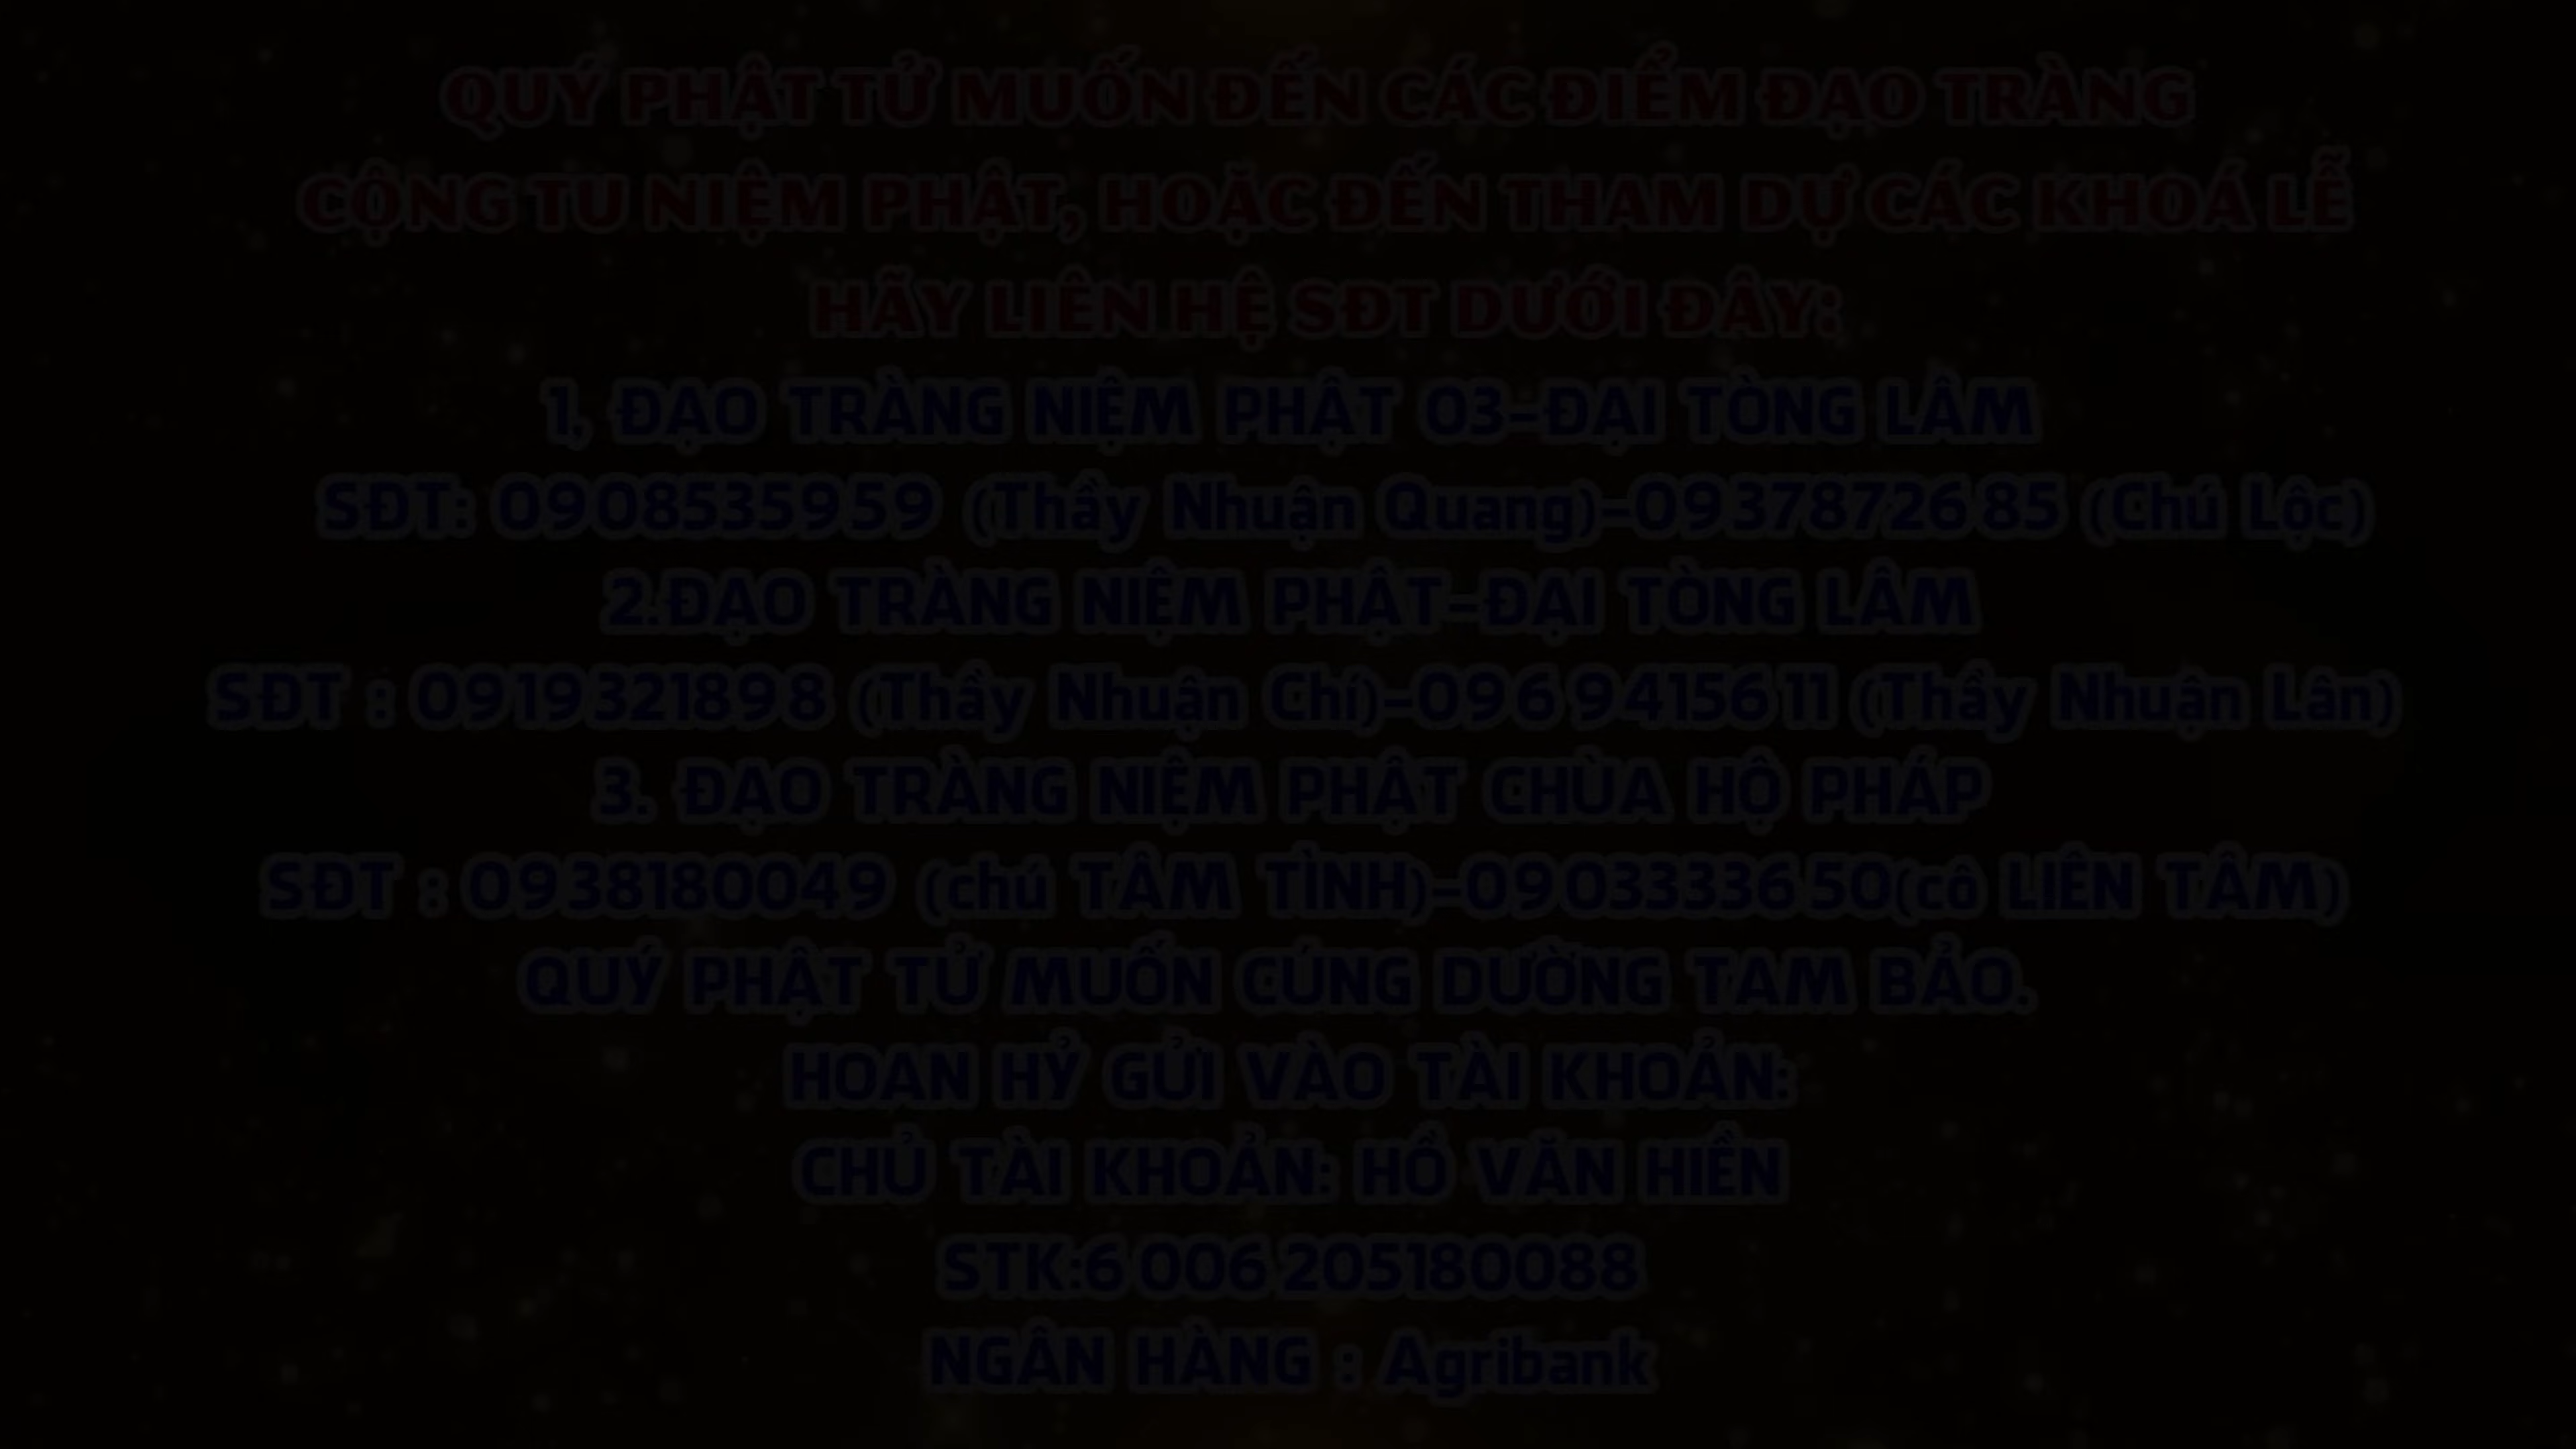 QUÝ PHẬT TỬ MUỐN ĐẾN CÁC ĐIỂM ĐẠO TRÀNG
CỘNG TU NIỆM PHẬT, HOẶC ĐẾN THAM DỰ CÁC KHOÁ LỄ
HÃY LIÊN HỆ SĐT DƯỚI ĐÂY:
1, ĐẠO TRÀNG NIỆM PHẬT 03-ĐẠI TÒNG LÂM
SĐT: 0908535959 (Thầy Nhuận Quang)-0937872685 (Chú Lộc)
2.ĐẠO TRÀNG NIỆM PHẬT-ĐẠI TÒNG LÂM
SĐT : 0919321898 (Thầy Nhuận Chí)-0969415611 (Thầy Nhuận Lân)
3. ĐẠO TRÀNG NIỆM PHẬT CHÙA HỘ PHÁP
SĐT : 0938180049 (chú TÂM TÌNH)-0903333650(cô LIÊN TÂM)
QUÝ PHẬT TỬ MUỐN CÚNG DƯỜNG TAM BẢO.
HOAN HỶ GỬI VÀO TÀI KHOẢN:
CHỦ TÀI KHOẢN: HỒ VĂN HIỀN
STK:6006205180088
NGÂN HÀNG : Agribank